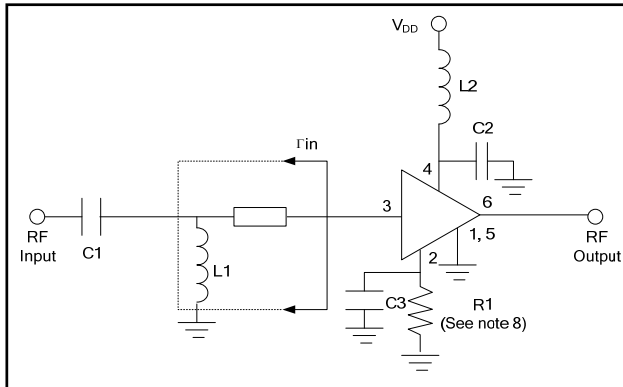 VDD
L2
Γin
C2
4
3
6
1, 5
2
RF
Input
C1
L1
C3
R1
(See note 8)
RF
Output